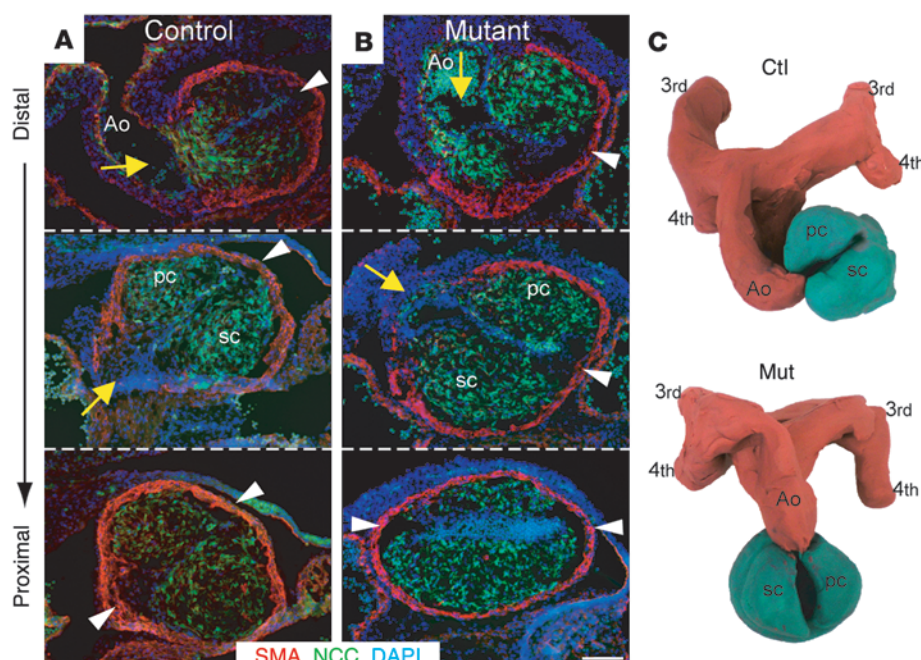 A Control
B Mutant
C
Distal
Proximal
Ao
pc
sc
Ao
pc
sc
SMA NCC DAPI
Ctl
3rd
3rd
4th
4th
pc
sc
Ao
Mut
3rd
3rd
4th
4th
Ao
sc
pc